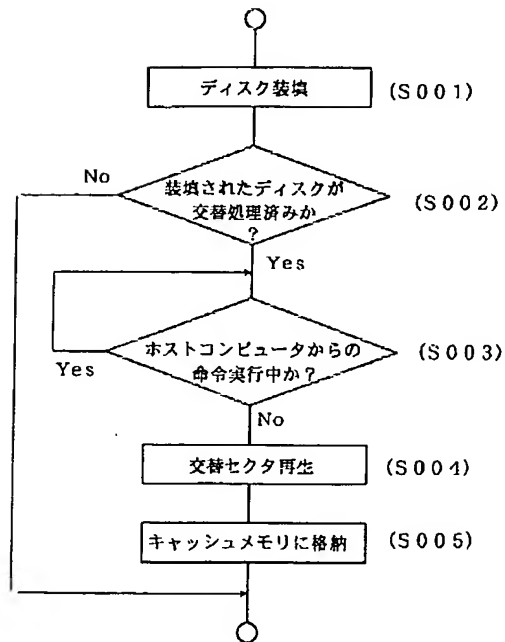 ディスク装填
(S001)
No
装填されたディスクが
交替処理済みか
?
(S002)
Yes
ホストコンピュータからの
命令実行中か?
(S003)
Yes
No
交替セクタ再生
(S004)
キャッシュメモリに格納
(S005)